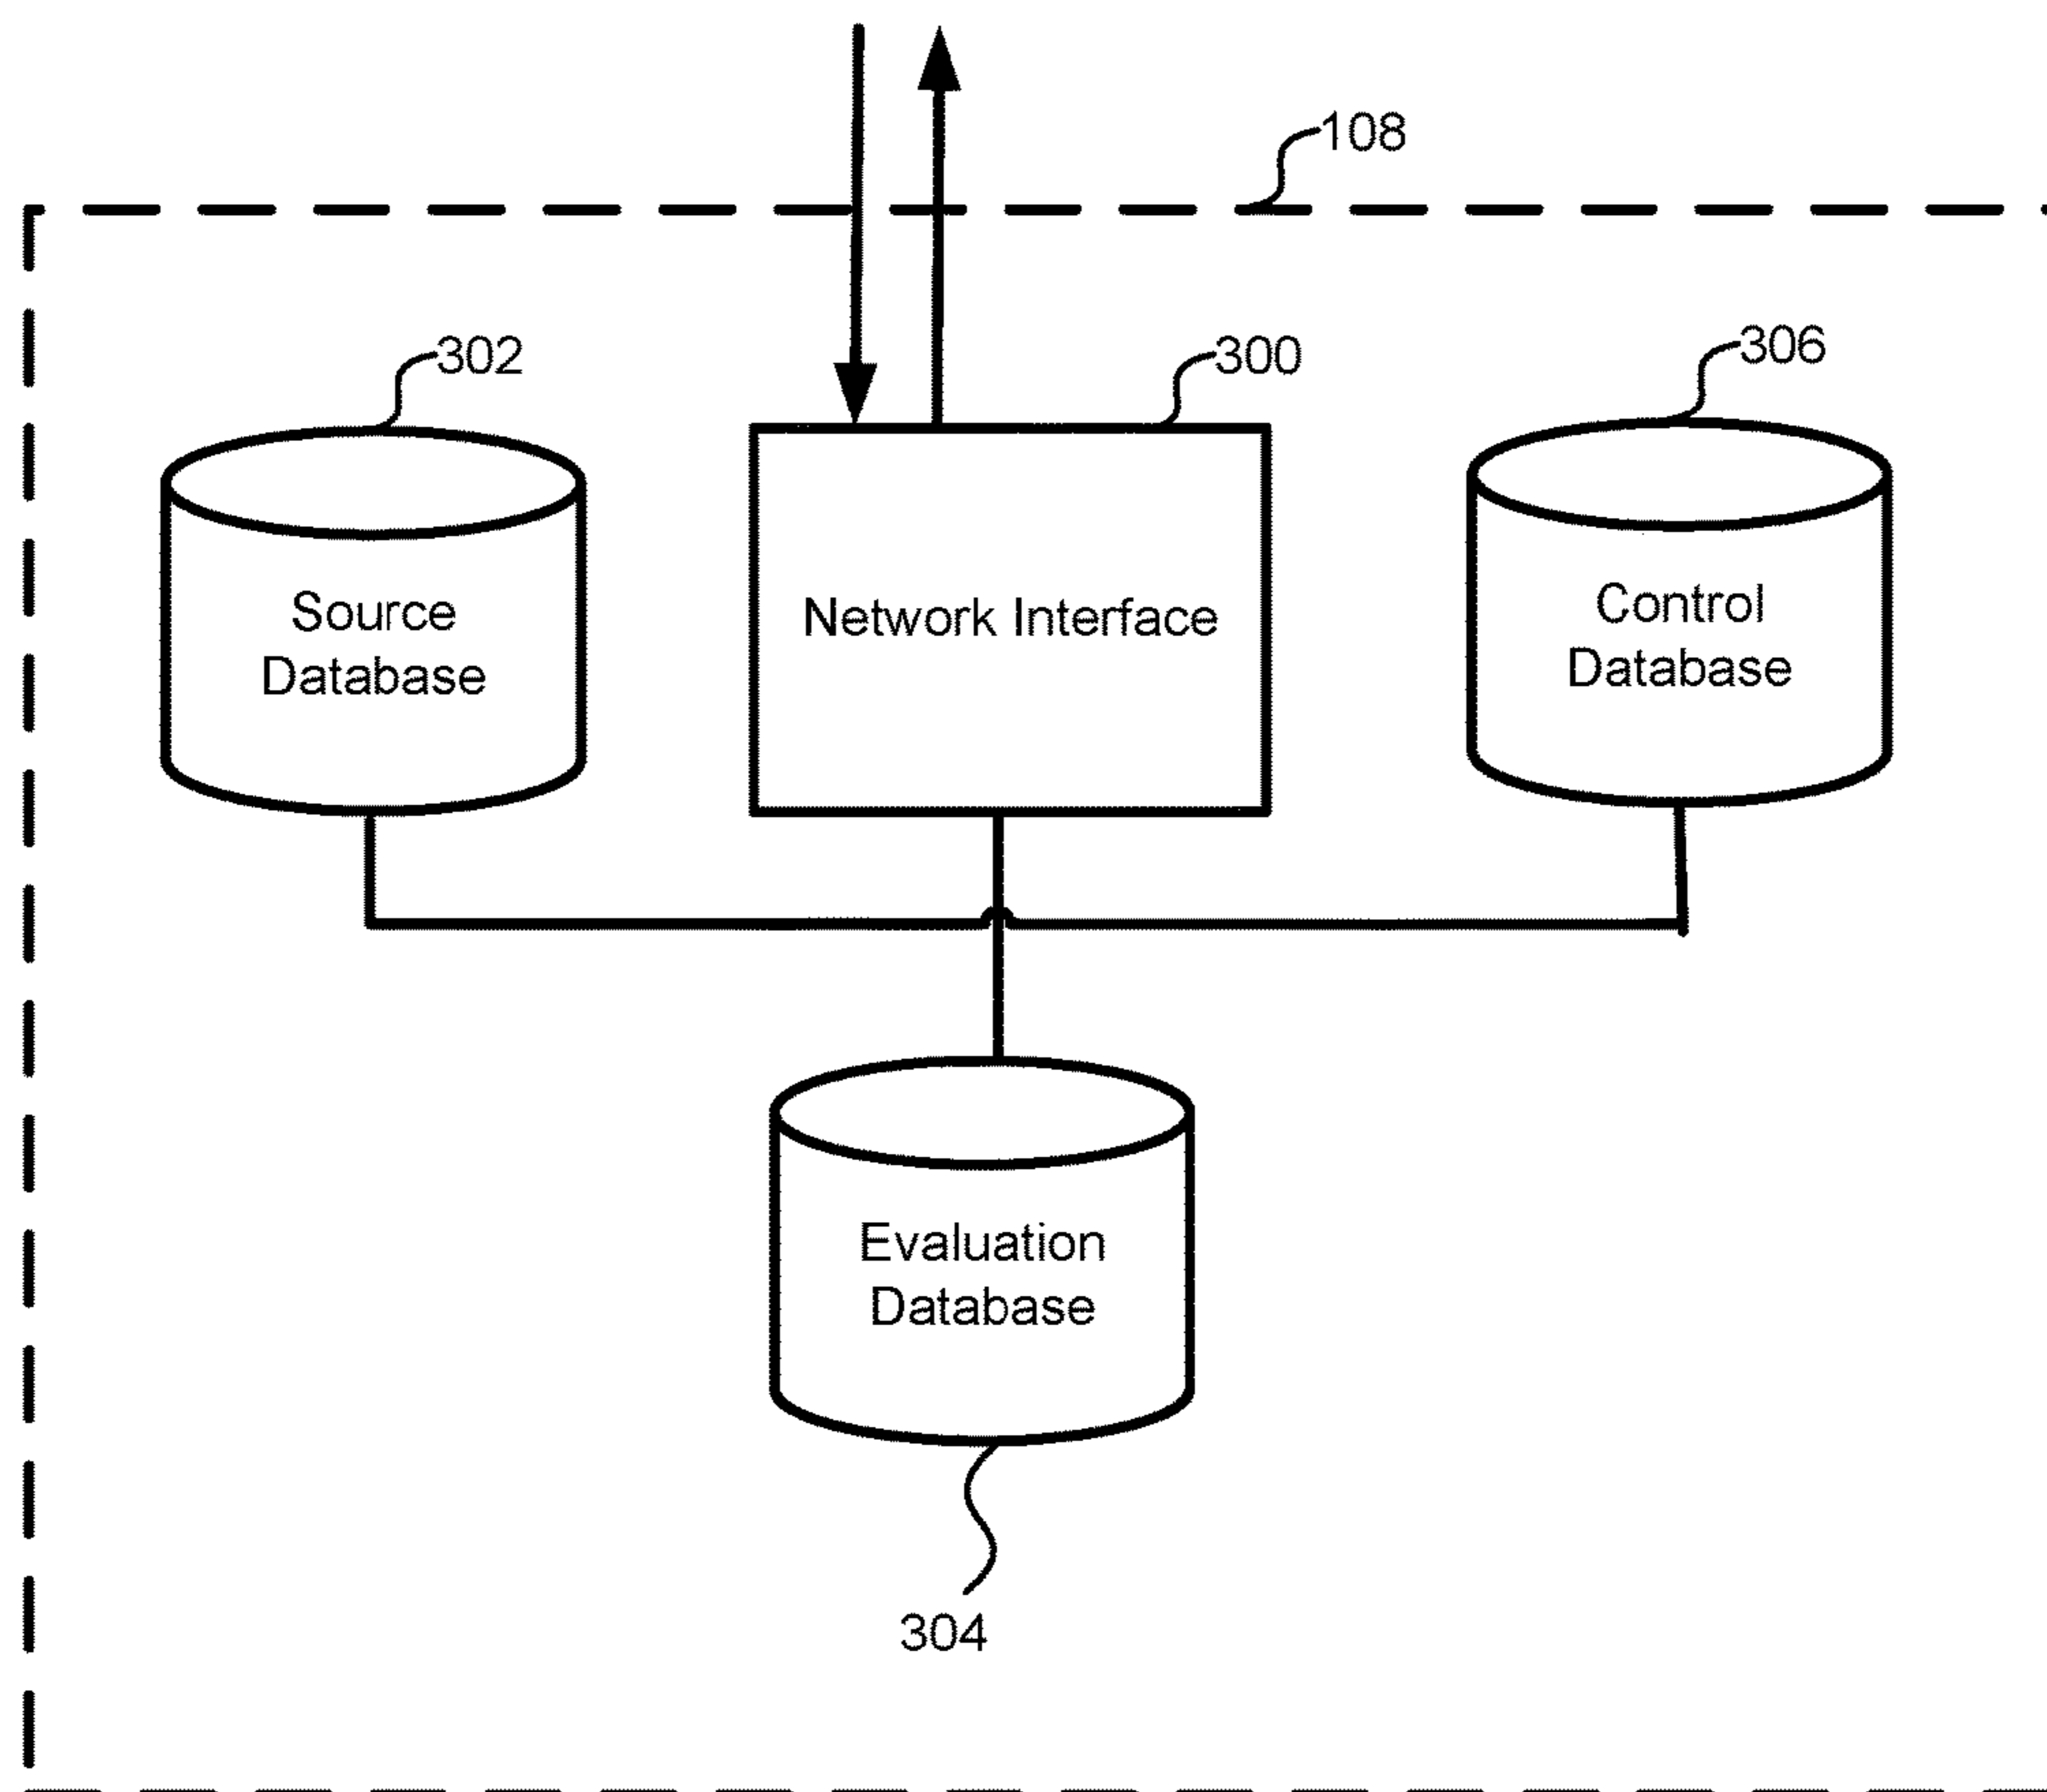 108
302
300
306
Source
Database
Network Interface
Control
Database
Evaluation
Database
304